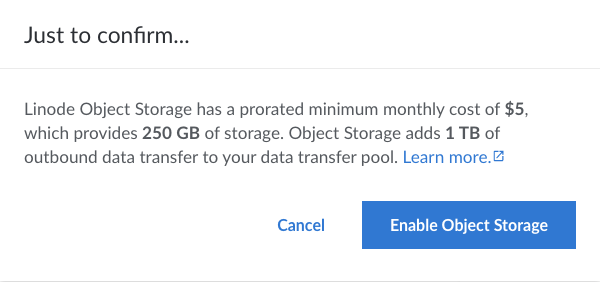 Just to confirm...
Linode Object Storage has a prorated minimum monthly cost of $5,
which provides 250 GB of storage. Object Storage adds 1 TB of
outbound data transfer to your data transfer pool. Learn more.
Cancel
Enable Object Storage